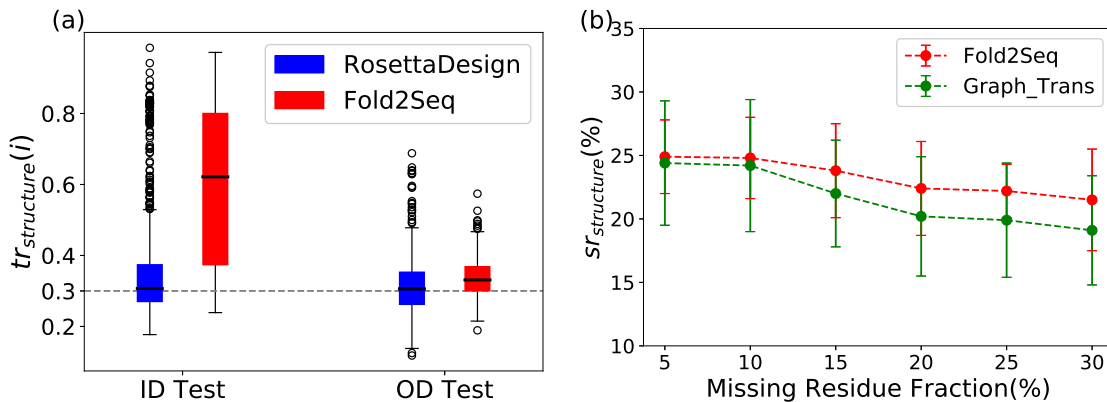 (a)
RosettaDesign
Fold2Seq
tr_structure(i)
0.8
0.6
0.4
0.3
0.2
ID Test
OD Test
(b)
Fold2Seq
Graph_Trans
sr_structure(%)
35
30
25
20
15
10
5 10 15 20 25 30
Missing Residue Fraction(%)